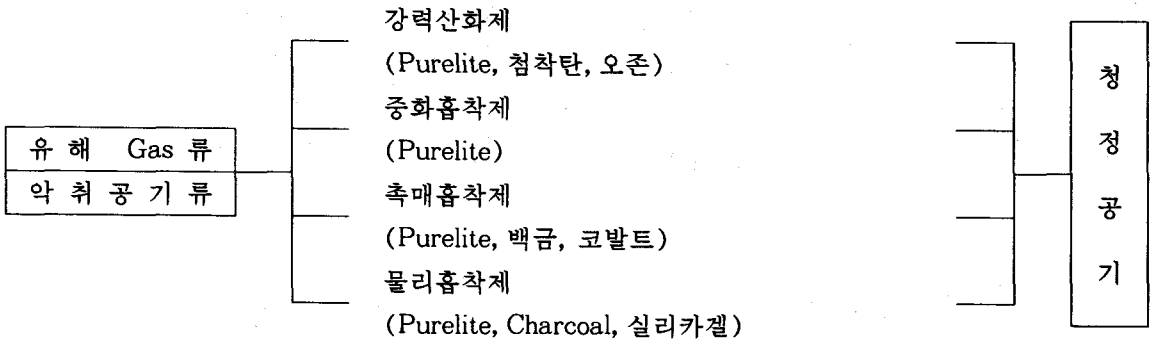 강력산화제
(Purelite, 첨착탄, 오존)
중화흡착제
(Purelite)
촉매흡착제
(Purelite, 백금, 코발트)
물리흡착제
(Purelite, Charcoal, 실리카겔)
유 해 Gas 류
악 취 공 기 류
청
정
공
기